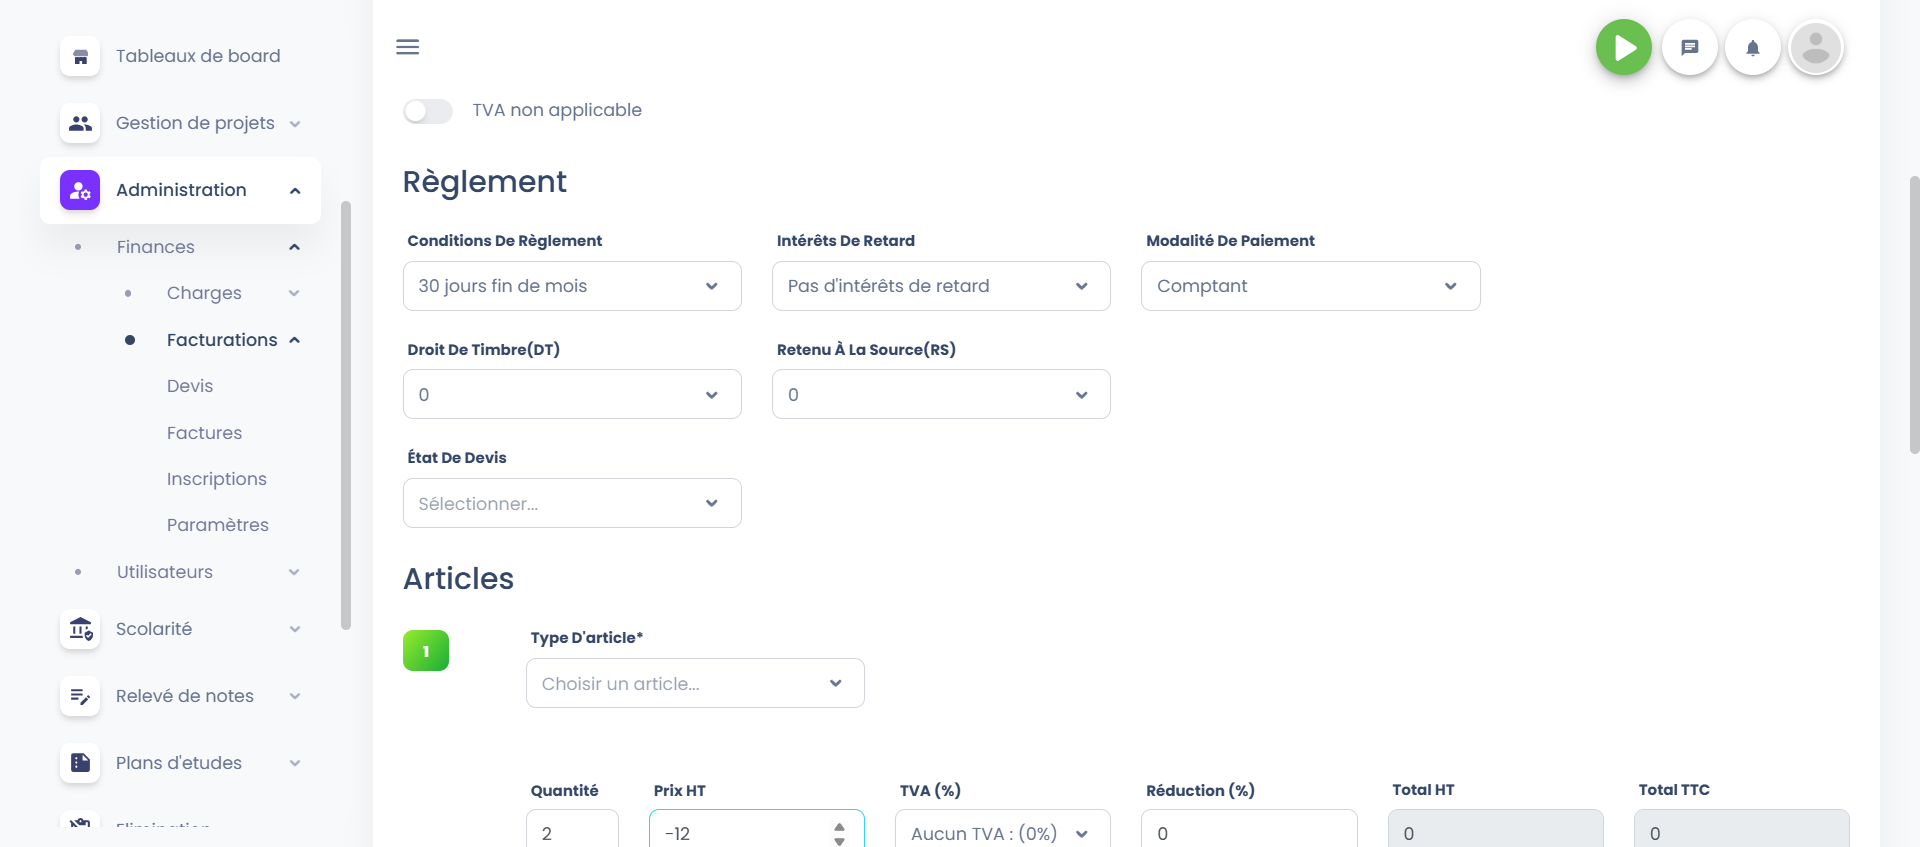 Tableaux de board
Gestion de projets
Administration
Finances
Charges
Facturations
Devis
Factures
Inscriptions
Paramètres
Utilisateurs
Scolarité
Relevé de notes
Plans d'etudes
Elimination
TVA non applicable
Règlement
Conditions De Règlement
Intérêts De Retard
Modalité De Paiement
30 jours fin de mois
Pas d'intérêts de retard
Comptant
Droit De Timbre(DT)
Retenu À La Source(RS)
0
0
État De Devis
Sélectionner...
Articles
1
Type D'article*
Choisir un article...
Quantité
Prix HT
TVA (%)
Réduction (%)
Total HT
Total TTC
2
-12
Aucun TVA : (0%)
0
0
0